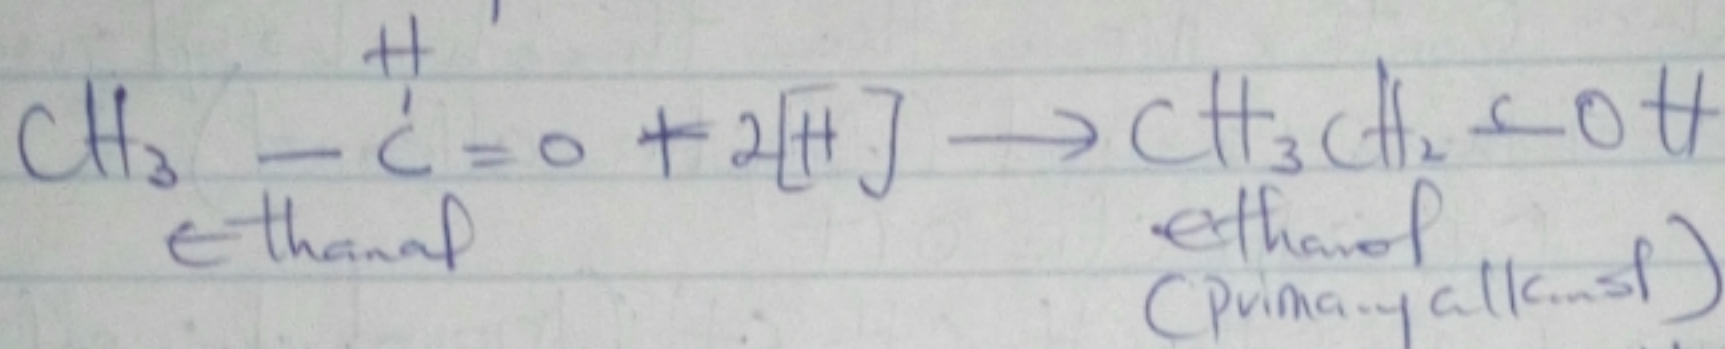 H
CH₃ – C = O + 2[H] → CH₃CH₂ – OH
Ethanal ethanol
(primary alkanol)